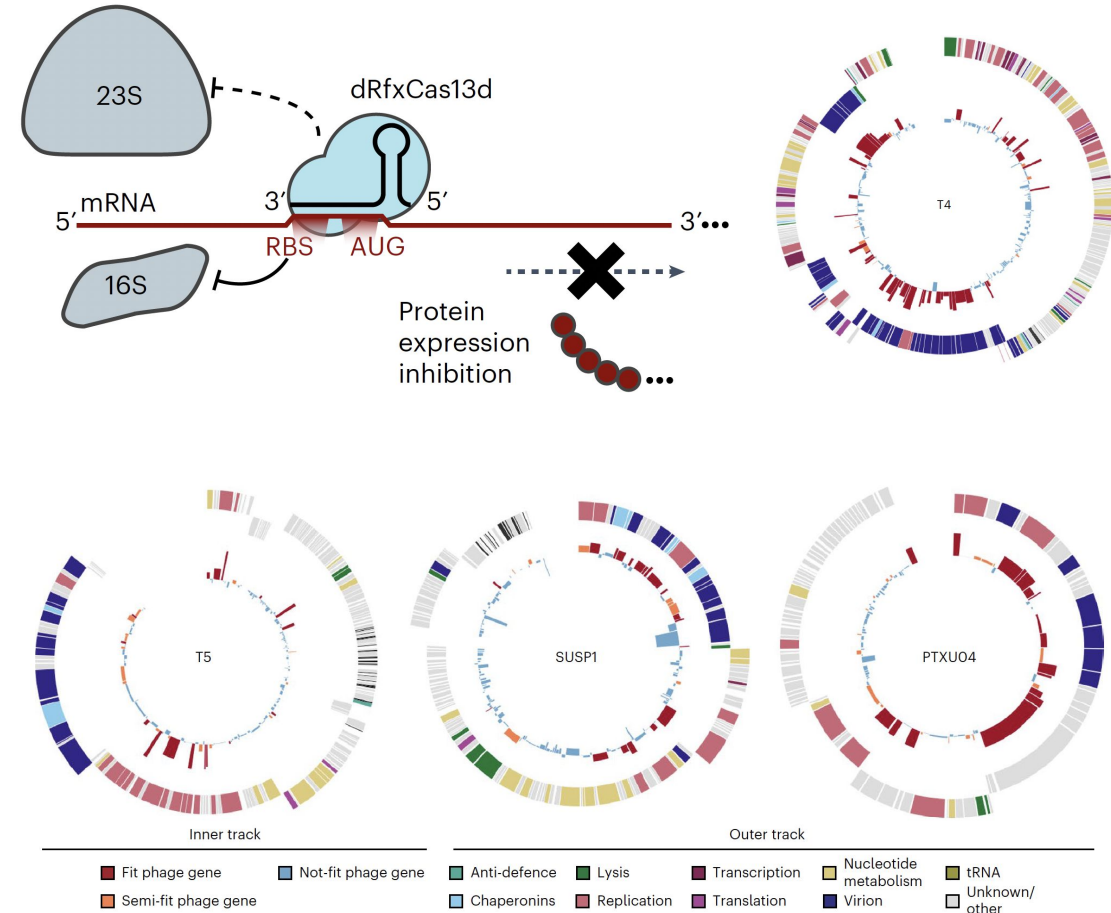 23S
dRfxCas13d
3′
5′
5′
mRNA
3′...
RBS
AUG
16S
Protein
expression
inhibition
T4
T5
SUSP1
PTXU04
Inner track
Outer track
Fit phage gene
Not-fit phage gene
Semi-fit phage gene
Anti-defence
Lysis
Transcription
Nucleotide
metabolism
tRNA
Chaperonins
Replication
Translation
Virion
Unknown/
other